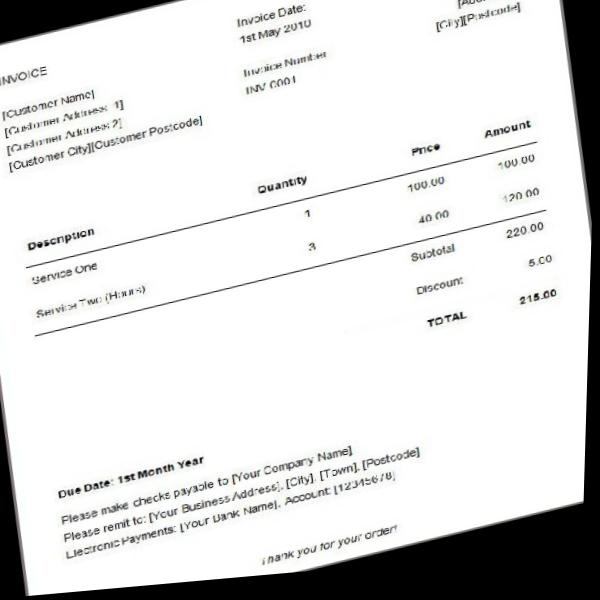 Invoice Date:
1st May 2010
[City][Postcode]
INVOICE
Invoice Number
INV 0001
[Customer Name]
[Customer Address 1]
[Customer Address 2]
[Customer City][Customer Postcode]
Description Quantity Price Amount
Service One 1 100.00 100.00
Service Two (Hours) 3 40.00 120.00
Subtotal 220.00
Discount 5.00
TOTAL 215.00
Due Date: 1st Month Year
Please make checks payable to [Your Company Name]
Please remit to: [Your Business Address], [City], [Town], [Postcode]
Electronic Payments: [Your Bank Name], Account: [12345678]
Thank you for your order!